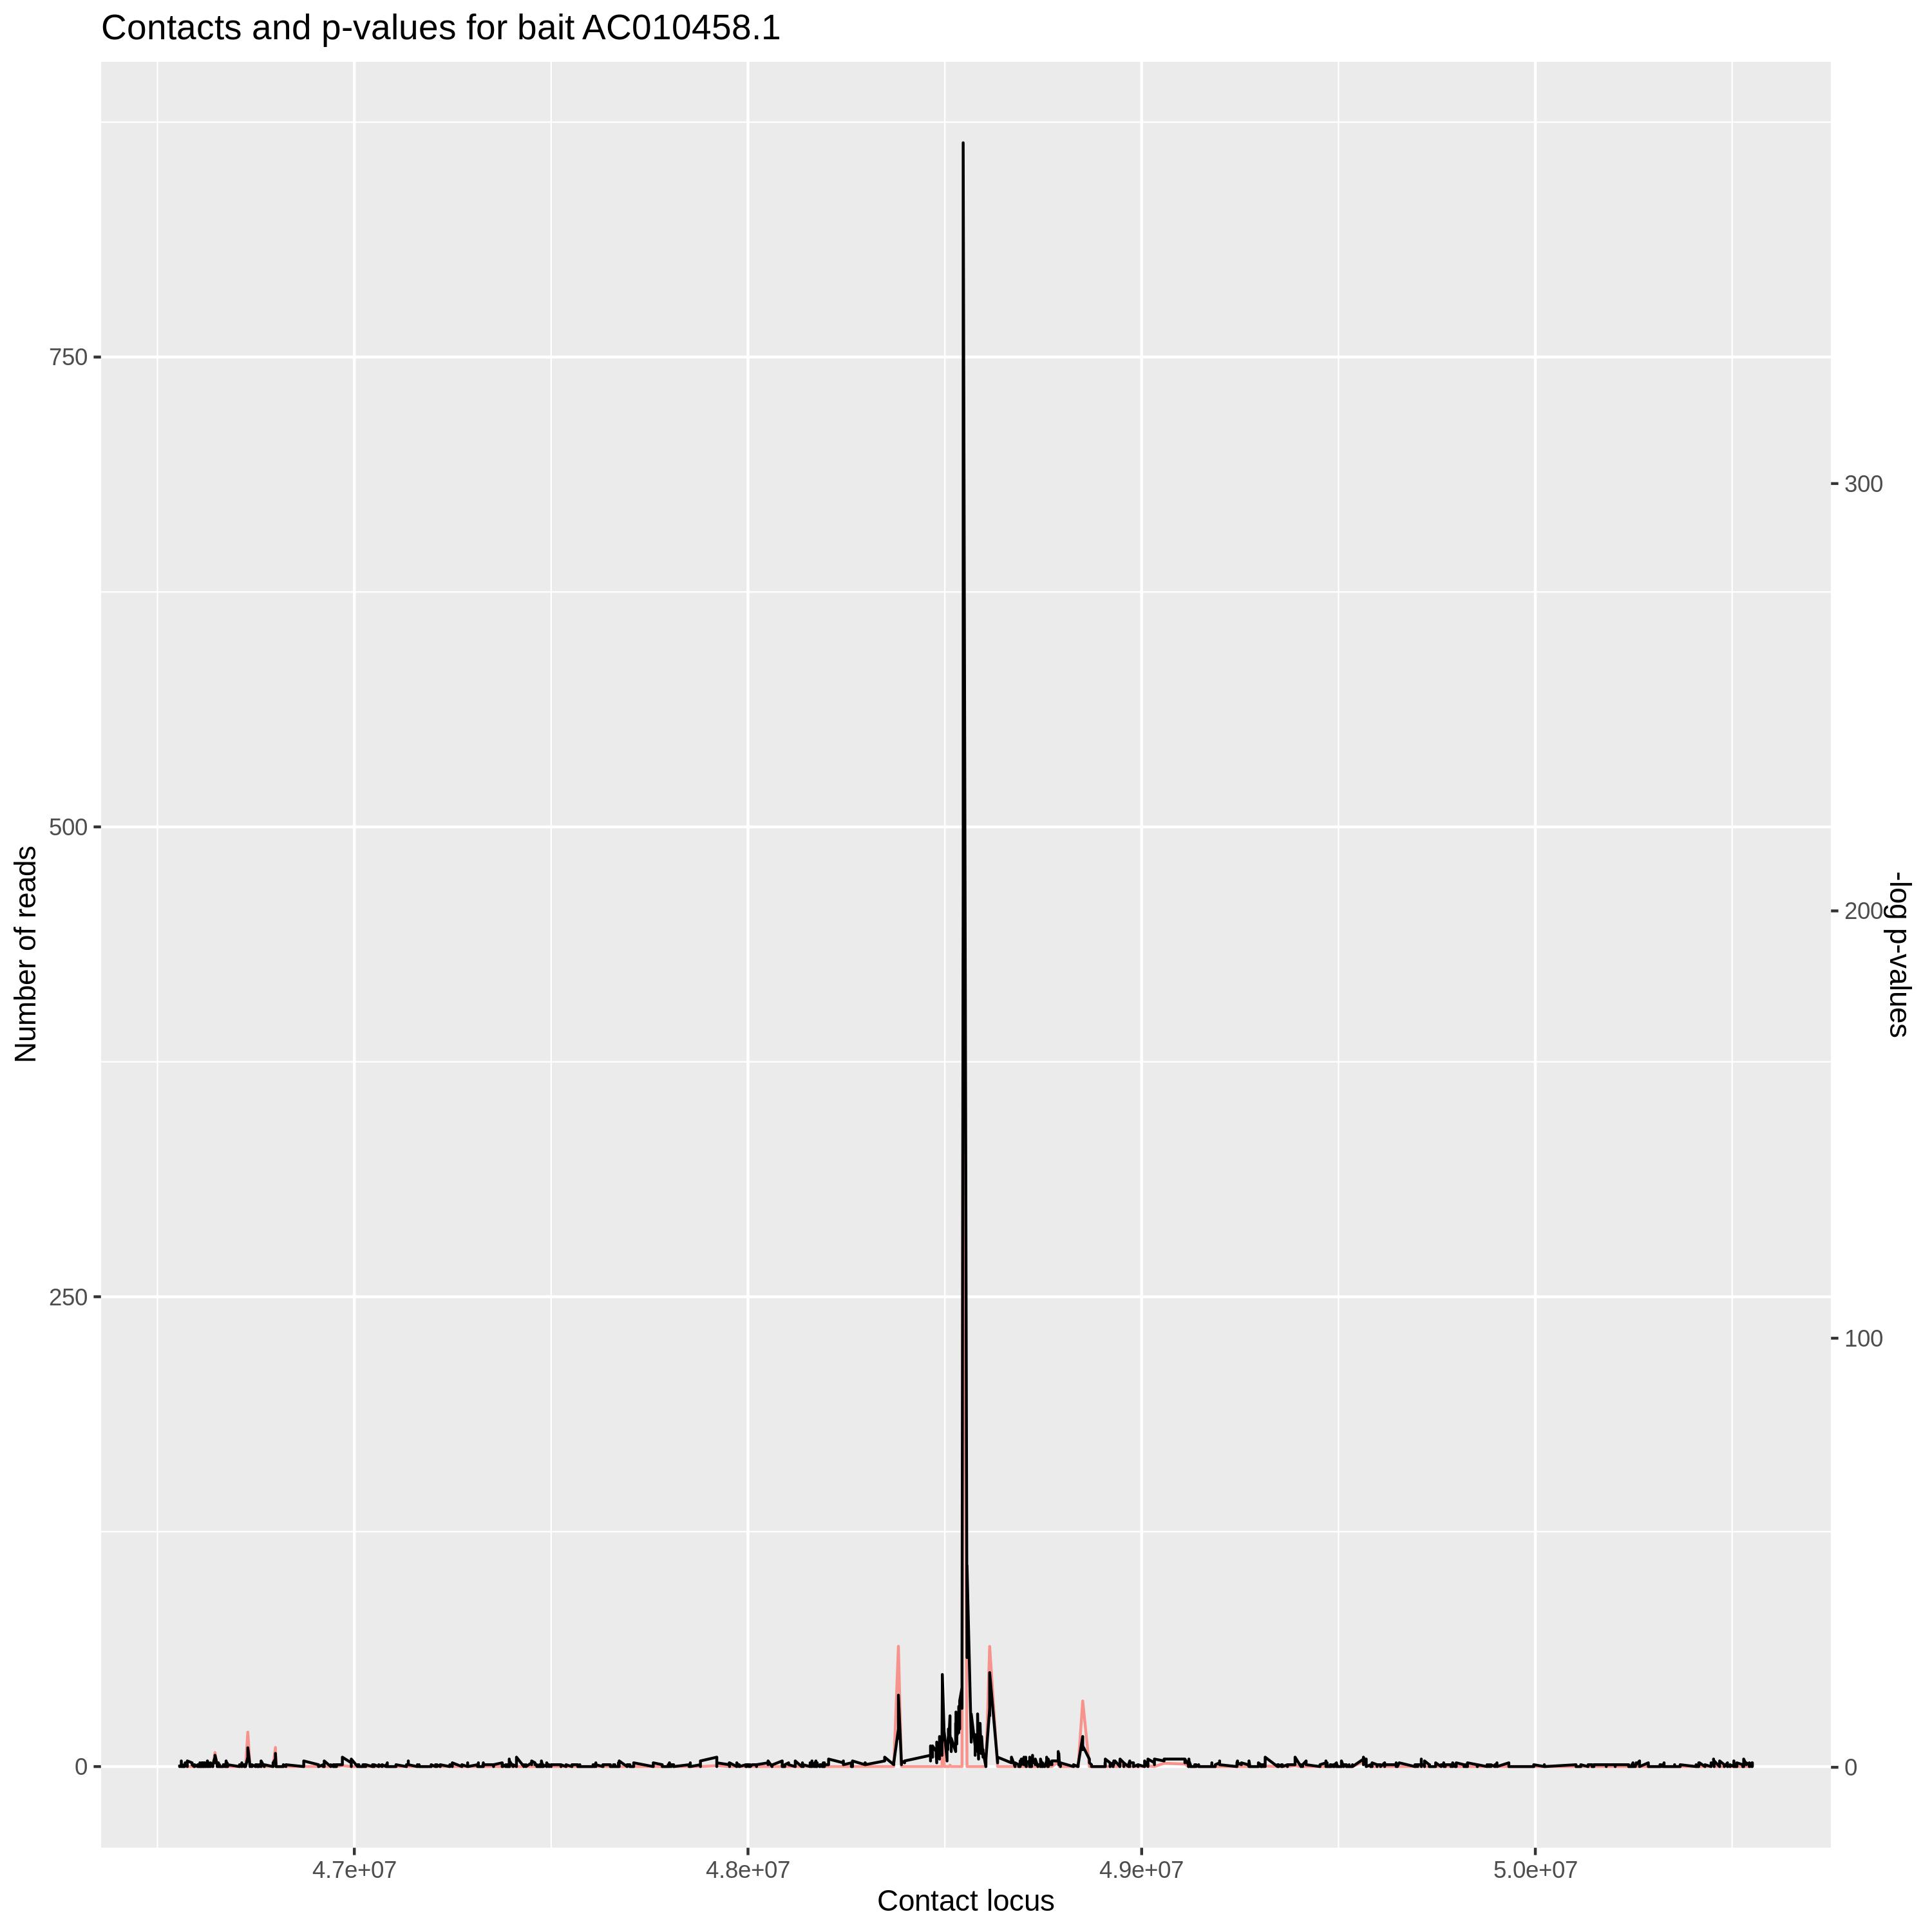 Contacts and p-values for bait AC010458.1
750
500
250
0
Number of reads
300
200
100
0
-log p-values
4.7e+07
4.8e+07
4.9e+07
5.0e+07
Contact locus